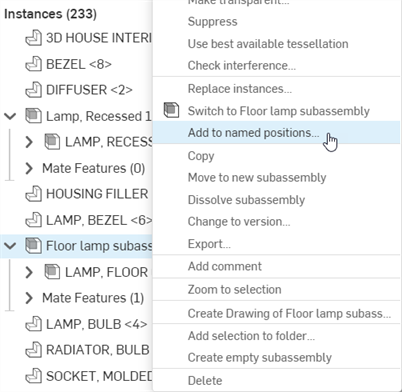 Instances (233)
3D HOUSE INTERI
BEZEL <8>
DIFFUSER <2>
Lamp, Recessed 1
LAMP, RECESS
Mate Features (0)
HOUSING FILLER
LAMP, BEZEL <6>
Floor lamp subass
LAMP, FLOOR
Mate Features (1)
LAMP, BULB <4>
RADIATOR, BULB
SOCKET, MOLDED
Make transparent...
Suppress
Use best available tessellation
Check interference...
Replace instances...
Switch to Floor lamp subassembly
Add to named positions...
Copy
Move to new subassembly
Dissolve subassembly
Change to version...
Export...
Add comment
Zoom to selection
Create Drawing of Floor lamp subass...
Add selection to folder...
Create empty subassembly
Delete